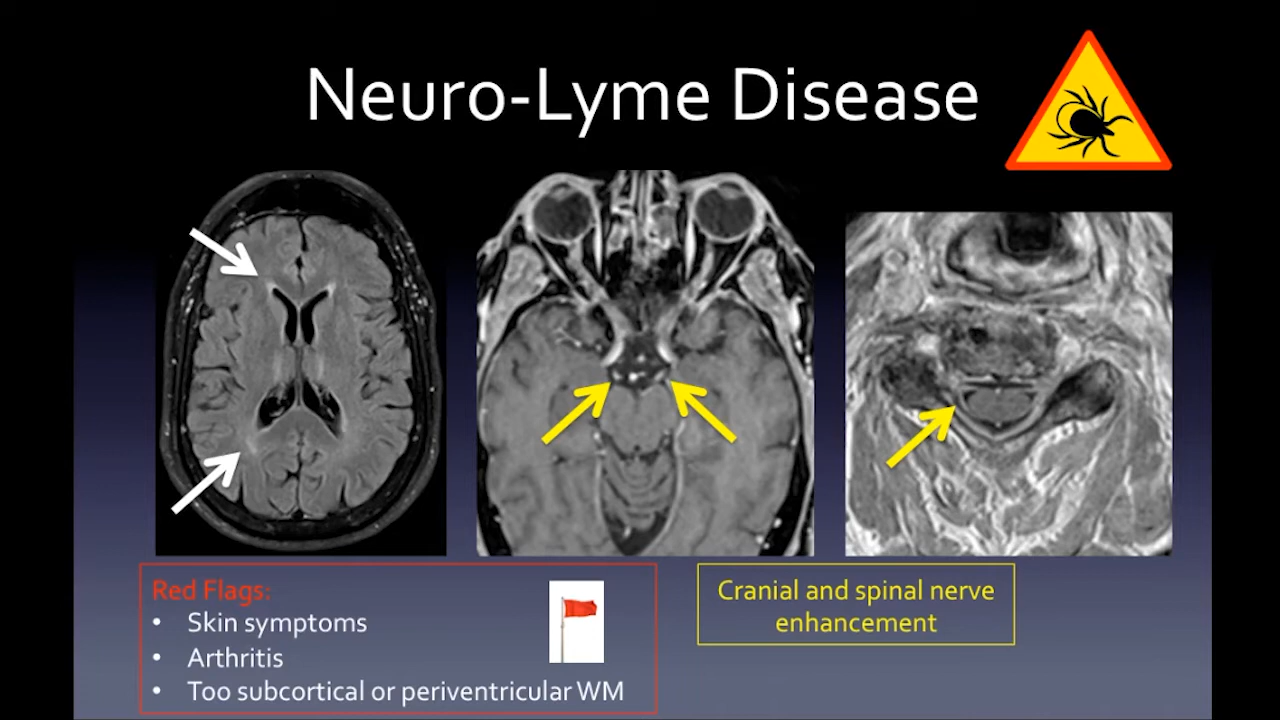 Neuro-Lyme Disease
Red Flags:
• Skin symptoms
• Arthritis
• Too subcortical or periventricular WM
Cranial and spinal nerve
enhancement